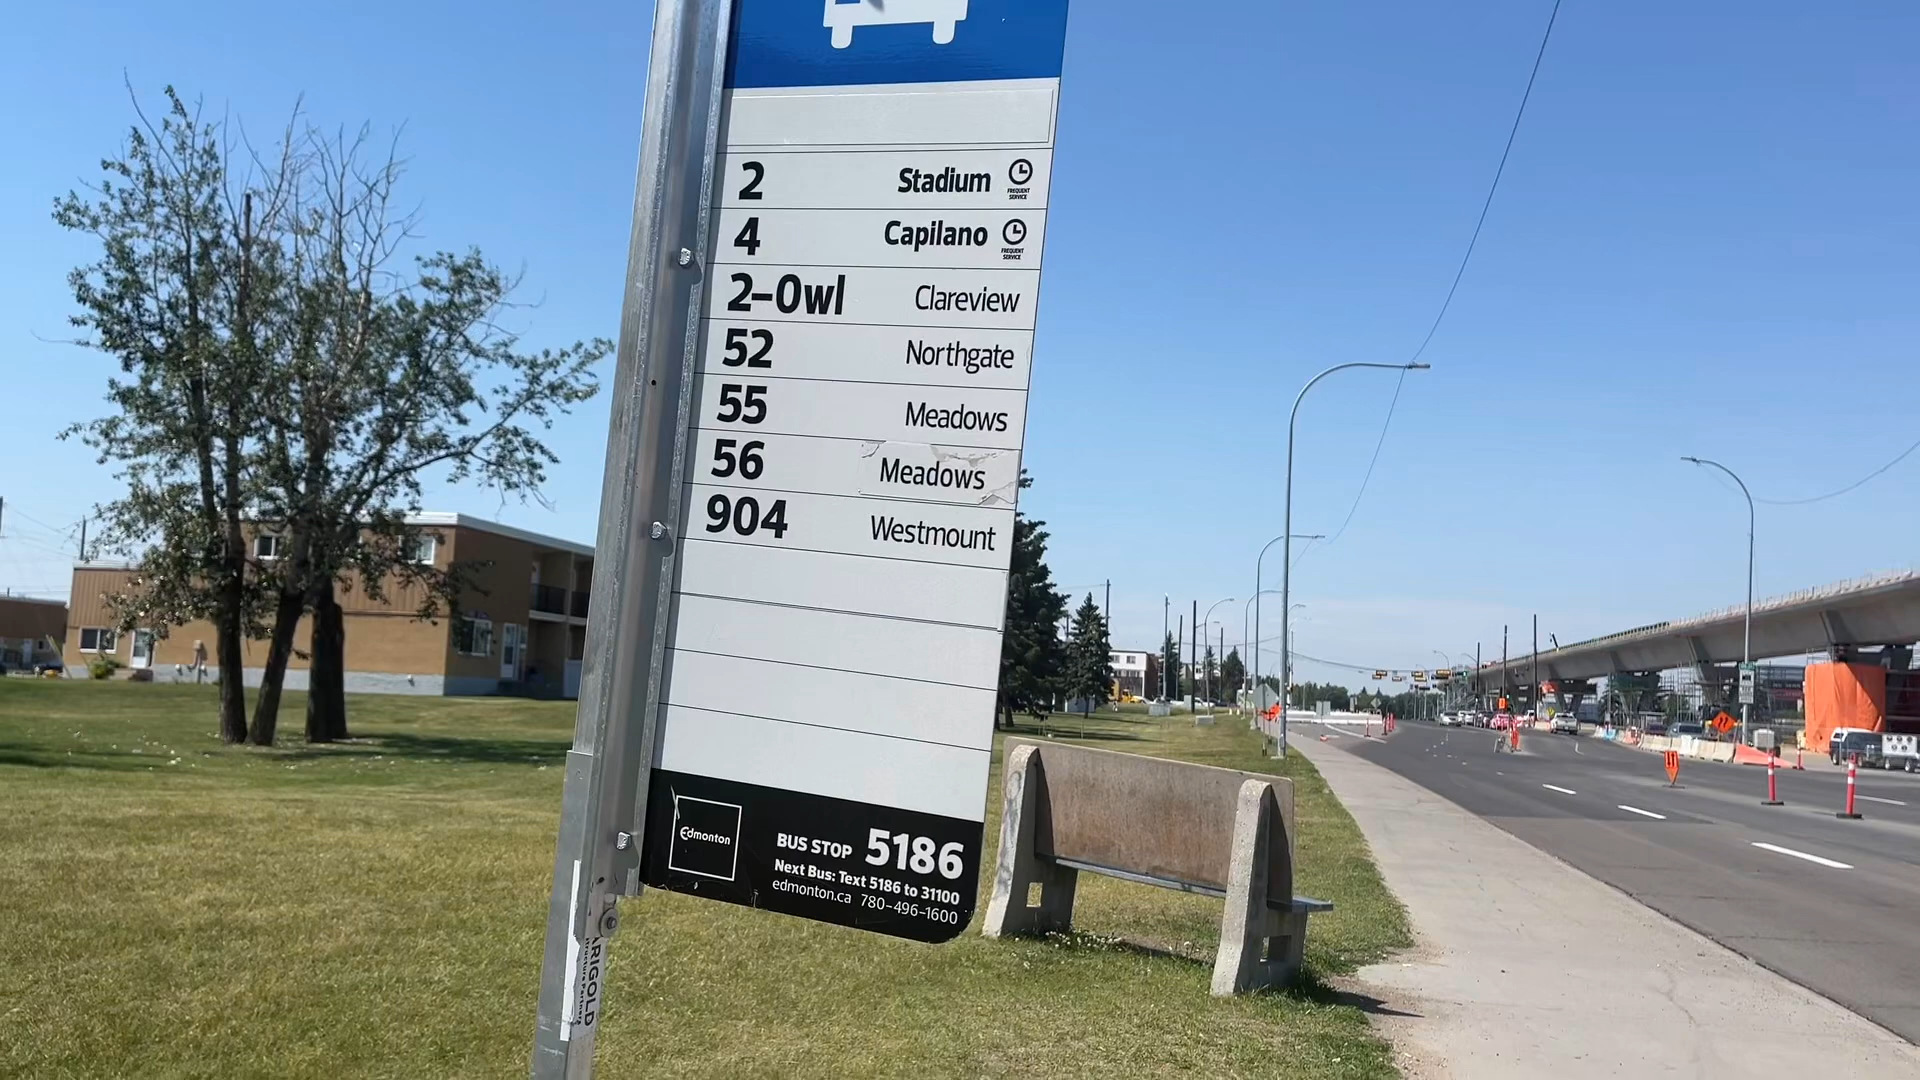 2 Stadium FREQUENT SERVICE
4 Capilano FREQUENT SERVICE
2-Owl Clareview
52 Northgate
55 Meadows
56 Meadows
904 Westmount
Edmonton
BUS STOP 5186
Next Bus: Text 5186 to 31100
edmonton.ca 780-496-1600
ARIGOLD